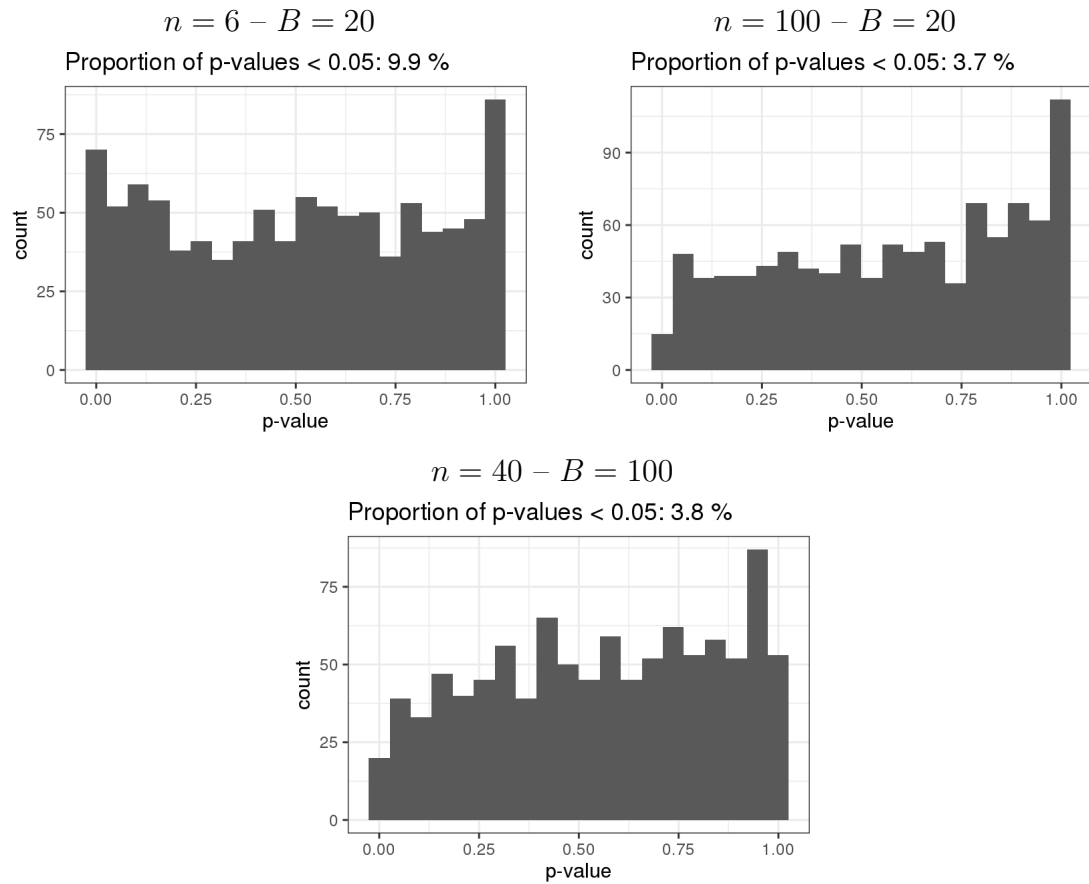 n = 6 – B = 20
Proportion of p-values < 0.05: 9.9 %
75
50
25
0
count
0.00 0.25 0.50 0.75 1.00
p-value
n = 100 – B = 20
Proportion of p-values < 0.05: 3.7 %
90
60
30
0
count
0.00 0.25 0.50 0.75 1.00
p-value
n = 40 – B = 100
Proportion of p-values < 0.05: 3.8 %
75
50
25
0
count
0.00 0.25 0.50 0.75 1.00
p-value